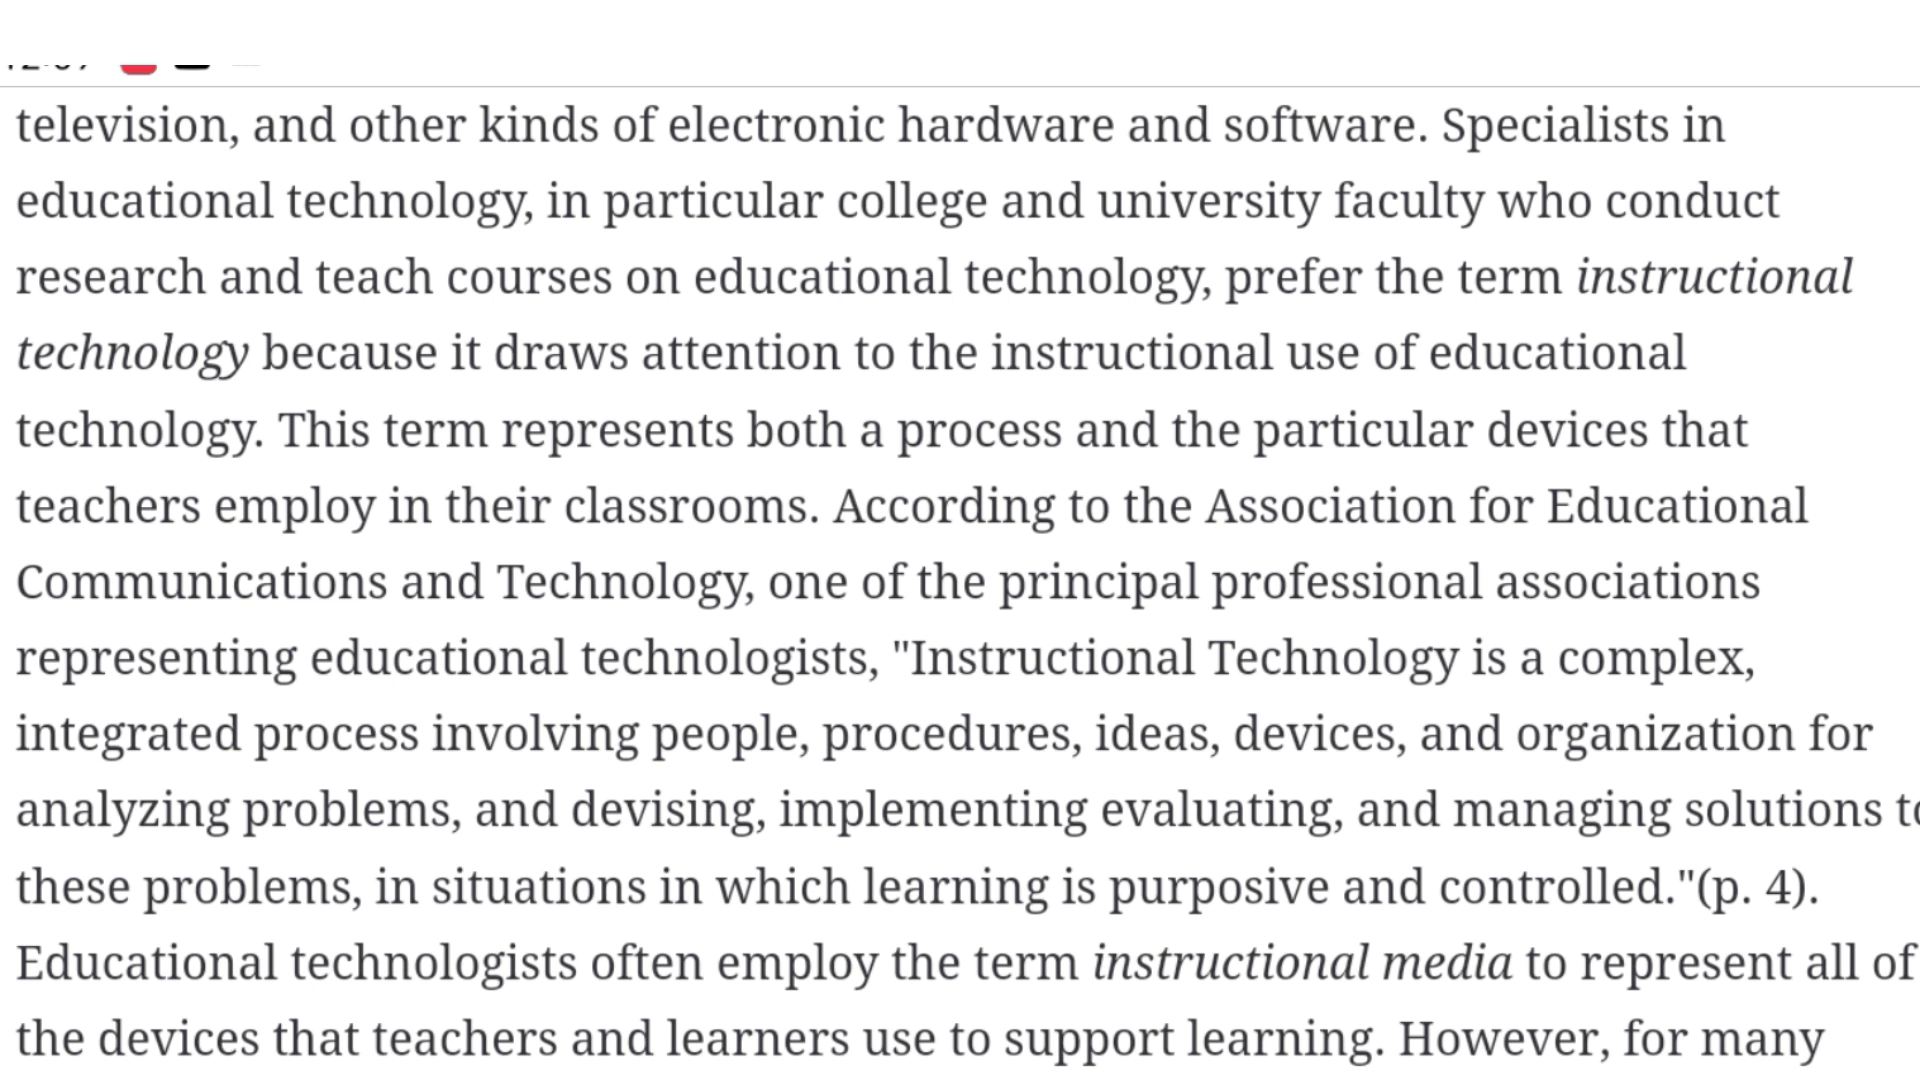 television, and other kinds of electronic hardware and software. Specialists in
educational technology, in particular college and university faculty who conduct
research and teach courses on educational technology, prefer the term instructional
technology because it draws attention to the instructional use of educational
technology. This term represents both a process and the particular devices that
teachers employ in their classrooms. According to the Association for Educational
Communications and Technology, one of the principal professional associations
representing educational technologists, "Instructional Technology is a complex,
integrated process involving people, procedures, ideas, devices, and organization for
analyzing problems, and devising, implementing evaluating, and managing solutions to
these problems, in situations in which learning is purposive and controlled."(p. 4).
Educational technologists often employ the term instructional media to represent all of
the devices that teachers and learners use to support learning. However, for many